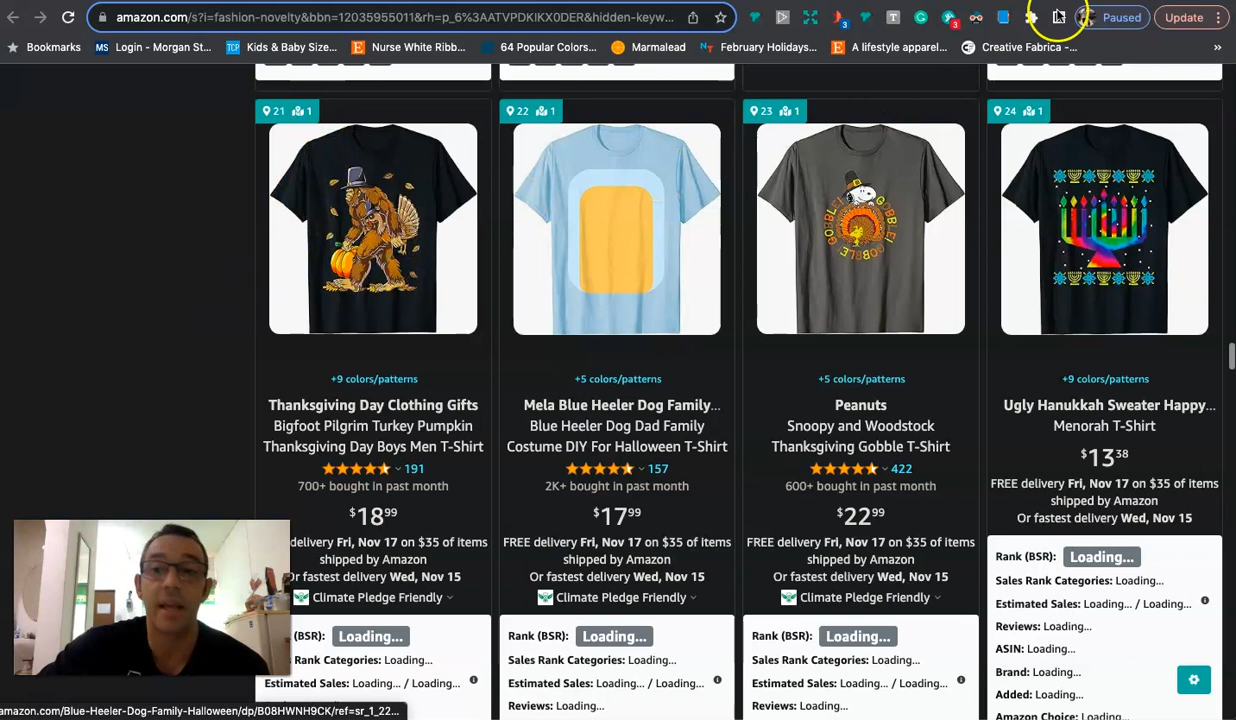 amazon.com/s?i=fashion-novelty&bbn=12035955011&rh=p_6%3AATVPDKIKX0DER&hidden-keyw...
3
T
3
Paused
Update
Bookmarks
MS Login - Morgan St...
TCP Kids & Baby Size...
E Nurse White Ribb...
64 Popular Colors...
Marmalead
NT February Holidays...
E A lifestyle apparel...
Creative Fabrica -...
»
21 1
22 1
23 1
24 1
GOBBLE! GOBBLE!
+9 colors/patterns
+5 colors/patterns
+5 colors/patterns
+9 colors/patterns
Thanksgiving Day Clothing Gifts
Bigfoot Pilgrim Turkey Pumpkin
Thanksgiving Day Boys Men T-Shirt
191
700+ bought in past month
$18 99
delivery Fri, Nov 17 on $35 of items
shipped by Amazon
Or fastest delivery Wed, Nov 15
Climate Pledge Friendly
(BSR): Loading...
Rank Categories: Loading...
Estimated Sales: Loading... / Loading...
Mela Blue Heeler Dog Family...
Blue Heeler Dog Dad Family
Costume DIY For Halloween T-Shirt
157
2K+ bought in past month
$17 99
FREE delivery Fri, Nov 17 on $35 of items
shipped by Amazon
Or fastest delivery Wed, Nov 15
Climate Pledge Friendly
Rank (BSR): Loading...
Sales Rank Categories: Loading...
Estimated Sales: Loading... / Loading...
Reviews: Loading...
Peanuts
Snoopy and Woodstock
Thanksgiving Gobble T-Shirt
422
600+ bought in past month
$22 99
FREE delivery Fri, Nov 17 on $35 of items
shipped by Amazon
Or fastest delivery Wed, Nov 15
Climate Pledge Friendly
Rank (BSR): Loading...
Sales Rank Categories: Loading...
Estimated Sales: Loading... / Loading...
Reviews: Loading...
Ugly Hanukkah Sweater Happy...
Menorah T-Shirt
$13 38
FREE delivery Fri, Nov 17 on $35 of items
shipped by Amazon
Or fastest delivery Wed, Nov 15
Rank (BSR): Loading...
Sales Rank Categories: Loading...
Estimated Sales: Loading... / Loading...
Reviews: Loading...
ASIN: Loading...
Brand: Loading...
Added: Loading...
Amazon Choice: Loading...
amazon.com/Blue-Heeler-Dog-Family-Halloween/dp/B08HWNH9CK/ref=sr_1_22...